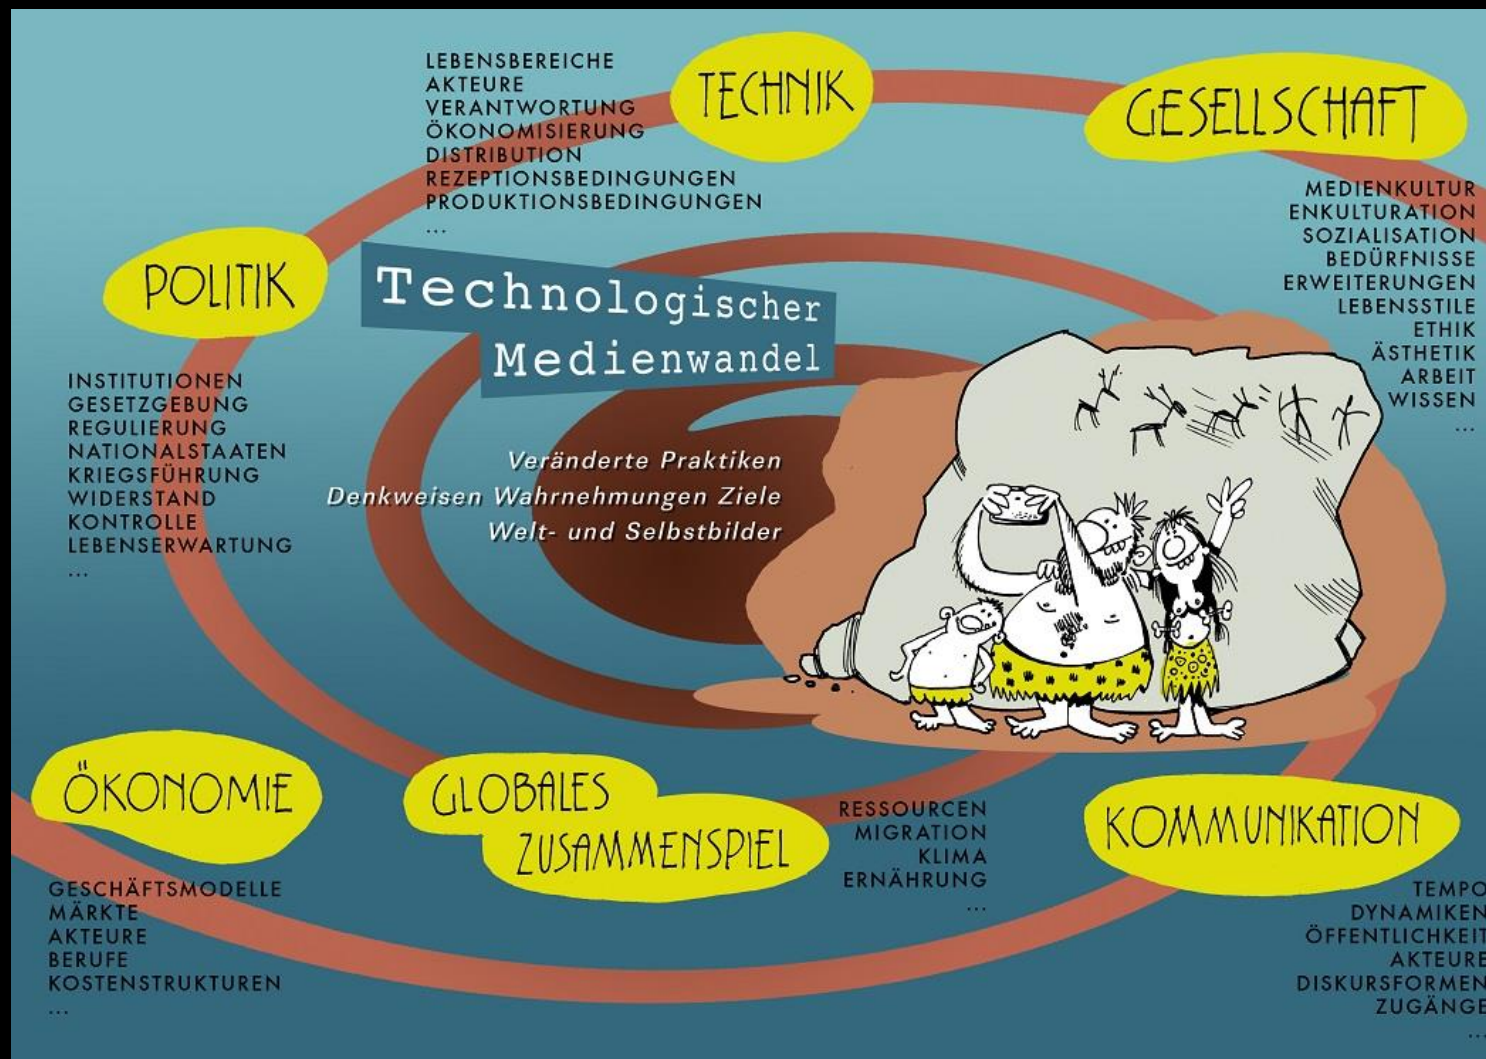 TECHNIK
LEBENSBEREICHE
AKTEURE
VERANTWORTUNG
ÖKONOMISIERUNG
DISTRIBUTION
REZEPTIONSBEDINGUNGEN
PRODUKTIONSBEDINGUNGEN
...
GESELLSCHAFT
MEDIENKULTUR
ENKULTURATION
SOZIALISATION
BEDÜRFNISSE
ERWEITERUNGEN
LEBENSSTILE
ETHIK
ÄSTHETIK
ARBEIT
WISSEN
...
POLITIK
INSTITUTIONEN
GESETZGEBUNG
REGULIERUNG
NATIONALSTAATEN
KRIEGSFÜHRUNG
WIDERSTAND
KONTROLLE
LEBENSERWARTUNG
...
Technologischer
Medienwandel
Veränderte Praktiken
Denkweisen Wahrnehmungen Ziele
Welt- und Selbstbilder
ÖKONOMIE
GESCHÄFTSMODELLE
MÄRKTE
AKTEURE
BERUFE
KOSTENSTRUKTUREN
...
GLOBALES
ZUSAMMENSPIEL
RESSOURCEN
MIGRATION
KLIMA
ERNÄHRUNG
...
KOMMUNIKATION
TEMPO
DYNAMIKEN
ÖFFENTLICHKEIT
AKTEURE
DISKURSFORMEN
ZUGÄNGE
...